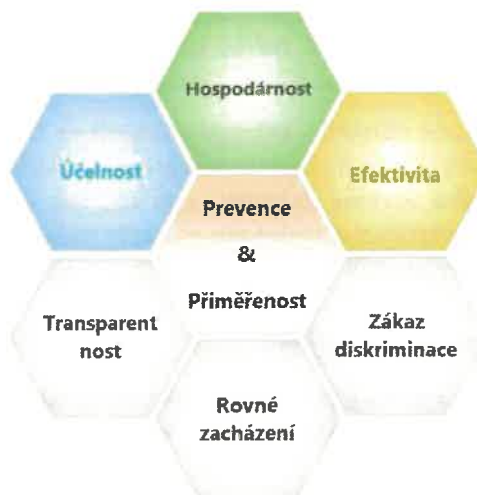 Hospodárnost
Účelnost
Efektivita
Prevence
&
Přiměřenost
Transparent
nost
Zákaz
diskriminace
Rovné
zacházení